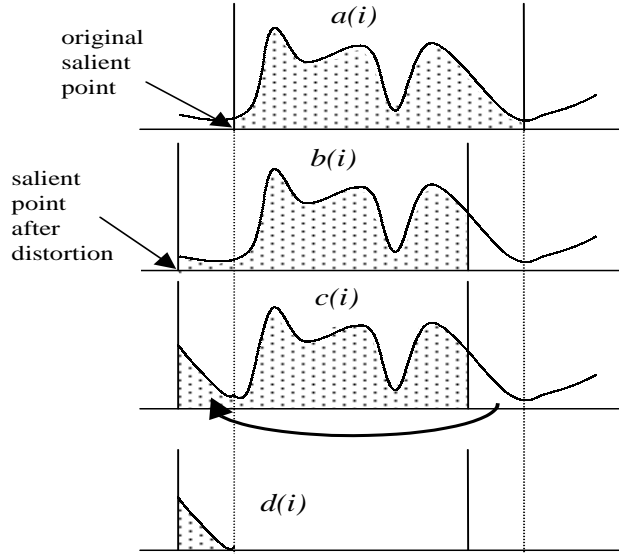 a(i)
original
salient
point
b(i)
salient
point
after
distortion
c(i)
d(i)